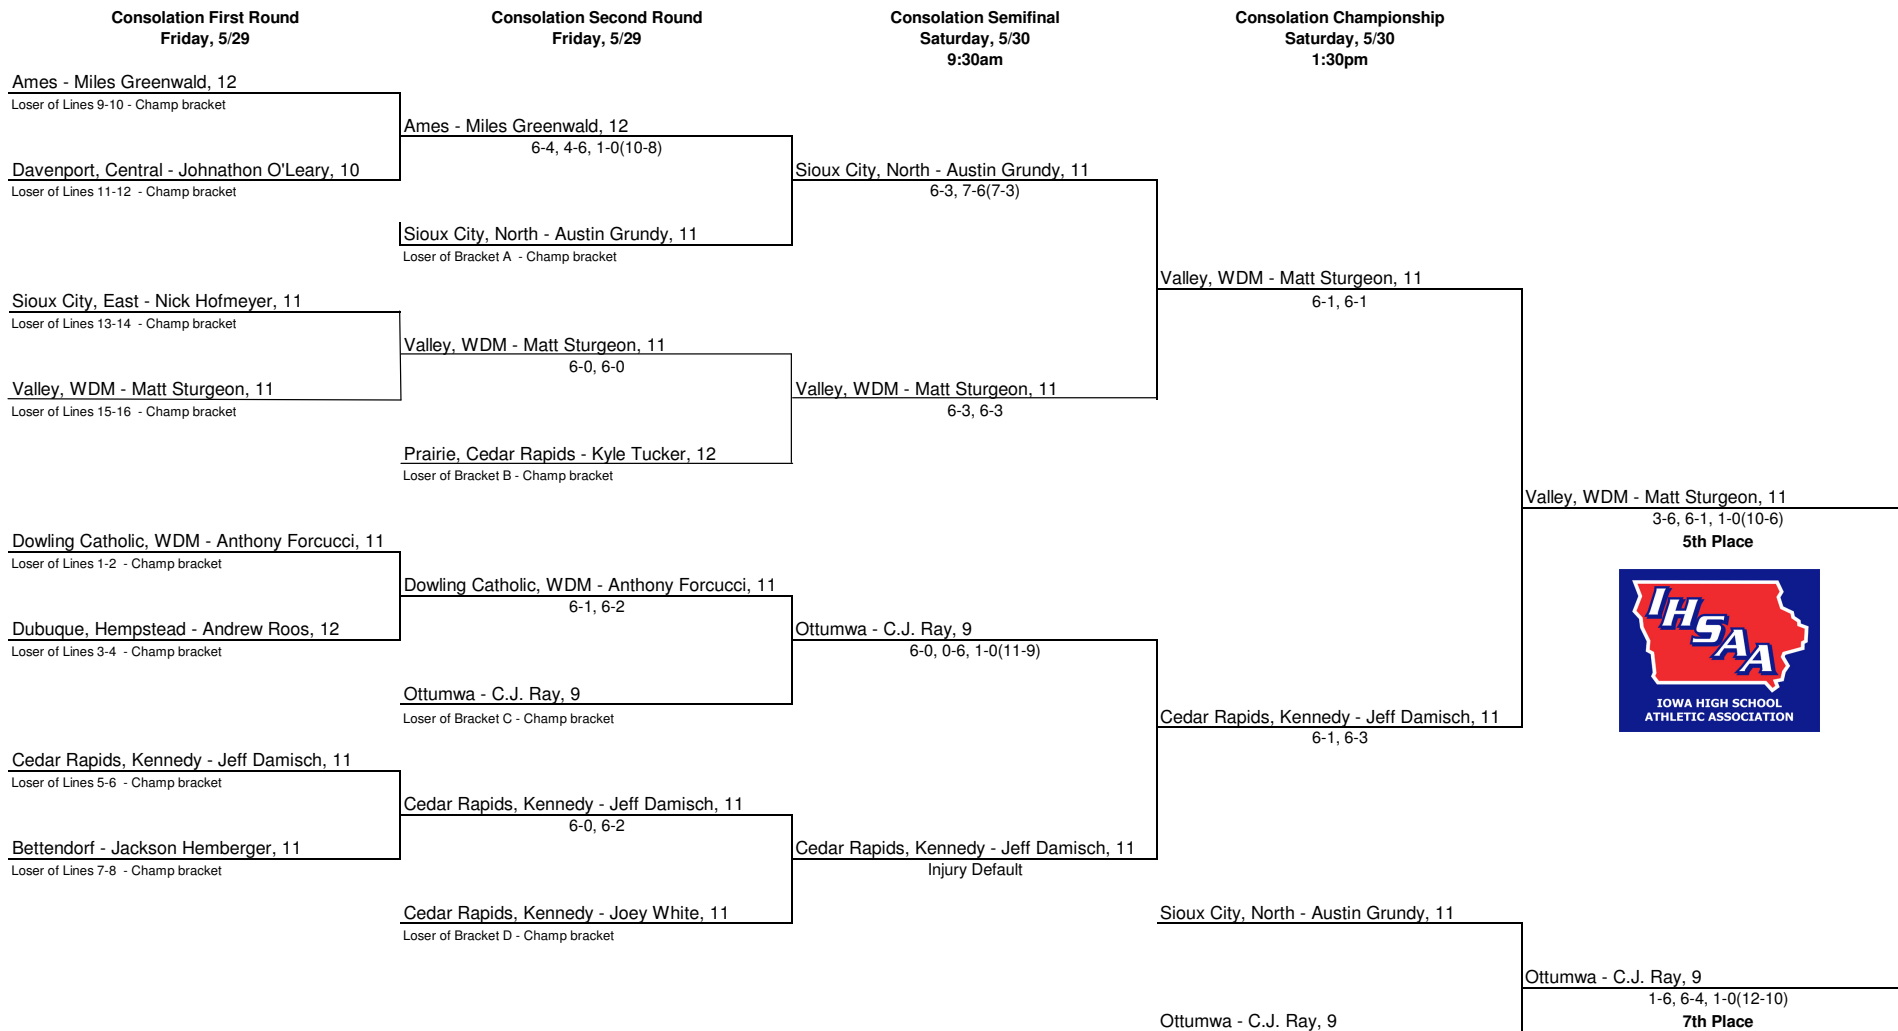 Consolation First Round
Friday, 5/29
Consolation Second Round
Friday, 5/29
Consolation Semifinal
Saturday, 5/30
9:30am
Consolation Championship
Saturday, 5/30
1:30pm
Ames - Miles Greenwald, 12
Loser of Lines 9-10 - Champ bracket
Davenport, Central - Johnathon O'Leary, 10
Loser of Lines 11-12 - Champ bracket
Sioux City, East - Nick Hofmeyer, 11
Loser of Lines 13-14 - Champ bracket
Valley, WDM - Matt Sturgeon, 11
Loser of Lines 15-16 - Champ bracket
Dowling Catholic, WDM - Anthony Forcucci, 11
Loser of Lines 1-2 - Champ bracket
Dubuque, Hempstead - Andrew Roos, 12
Loser of Lines 3-4 - Champ bracket
Cedar Rapids, Kennedy - Jeff Damisch, 11
Loser of Lines 5-6 - Champ bracket
Bettendorf - Jackson Hemberger, 11
Loser of Lines 7-8 - Champ bracket
Ames - Miles Greenwald, 12
6-4, 4-6, 1-0(10-8)
Sioux City, North - Austin Grundy, 11
Loser of Bracket A - Champ bracket
Valley, WDM - Matt Sturgeon, 11
6-0, 6-0
Prairie, Cedar Rapids - Kyle Tucker, 12
Loser of Bracket B - Champ bracket
Dowling Catholic, WDM - Anthony Forcucci, 11
6-1, 6-2
Ottumwa - C.J. Ray, 9
Loser of Bracket C - Champ bracket
Cedar Rapids, Kennedy - Jeff Damisch, 11
6-0, 6-2
Cedar Rapids, Kennedy - Joey White, 11
Loser of Bracket D - Champ bracket
Sioux City, North - Austin Grundy, 11
6-3, 7-6(7-3)
Valley, WDM - Matt Sturgeon, 11
6-3, 6-3
Ottumwa - C.J. Ray, 9
6-0, 0-6, 1-0(11-9)
Cedar Rapids, Kennedy - Jeff Damisch, 11
Injury Default
Valley, WDM - Matt Sturgeon, 11
6-1, 6-1
Cedar Rapids, Kennedy - Jeff Damisch, 11
6-1, 6-3
Sioux City, North - Austin Grundy, 11
Ottumwa - C.J. Ray, 9
Valley, WDM - Matt Sturgeon, 11
3-6, 6-1, 1-0(10-6)
5th Place
IHSAA
IOWA HIGH SCHOOL
ATHLETIC ASSOCIATION
Ottumwa - C.J. Ray, 9
1-6, 6-4, 1-0(12-10)
7th Place